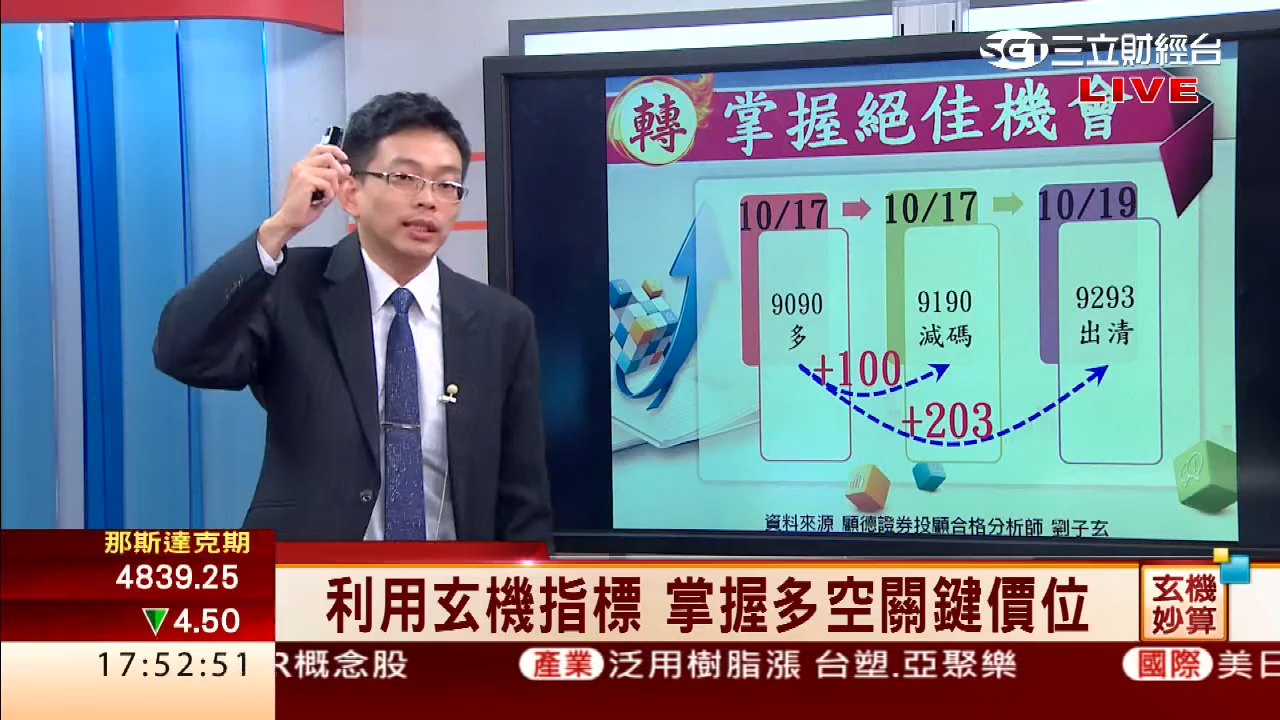 SET 三立財經台
LIVE
轉 掌握絕佳機會
10/17 10/17 10/19
9090 9190 9293
多 減碼 出清
+100
+203
資料來源 顧德證券投顧合格分析師 劉子玄
那斯達克期
4839.25
▼4.50
17:52:51
利用玄機指標 掌握多空關鍵價位
玄機
妙算
R概念股 產業 泛用樹脂漲 台塑.亞聚樂 國際 美日